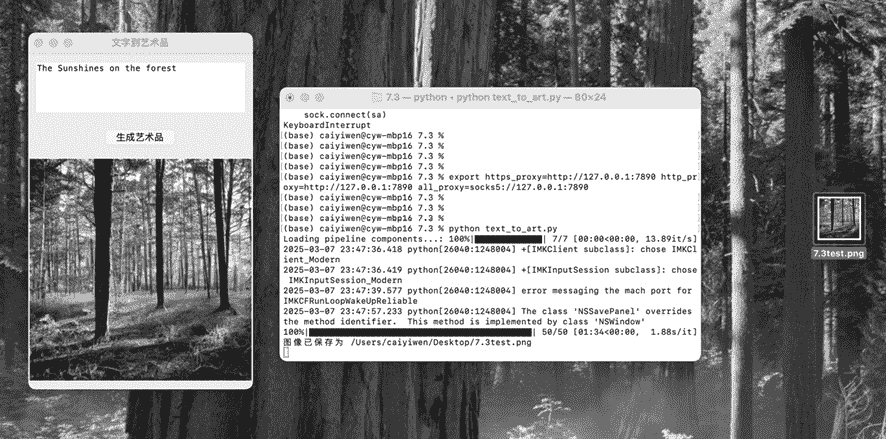 文字到艺术品
The Sunshines on the forest
生成艺术品
7.3 — python • python text_to_art.py — 80×24
sock.connect(sa)
KeyboardInterrupt
(base) caiyiwen@cyw-mbp16 7.3 %
(base) caiyiwen@cyw-mbp16 7.3 %
(base) caiyiwen@cyw-mbp16 7.3 %
(base) caiyiwen@cyw-mbp16 7.3 %
(base) caiyiwen@cyw-mbp16 7.3 % export https_proxy=http://127.0.0.1:7890 http_pr
oxy=http://127.0.0.1:7890 all_proxy=socks5://127.0.0.1:7890
(base) caiyiwen@cyw-mbp16 7.3 %
(base) caiyiwen@cyw-mbp16 7.3 %
(base) caiyiwen@cyw-mbp16 7.3 %
(base) caiyiwen@cyw-mbp16 7.3 % python text_to_art.py
Loading pipeline components...: 100%| | 7/7 [00:00<00:00, 13.89it/s]
2025-03-07 23:47:36.418 python[26040:1248004] +[IMKClient subclass]: chose IMKCl
ient_Modern
2025-03-07 23:47:36.419 python[26040:1248004] +[IMKInputSession subclass]: chose
IMKInputSession_Modern
2025-03-07 23:47:39.577 python[26040:1248004] error messaging the mach port for
IMKCFRunLoopWakeUpReliable
2025-03-07 23:47:57.233 python[26040:1248004] The class 'NSSavePanel' overrides
the method identifier.  This method is implemented by class 'NSWindow'
100%| | 50/50 [01:34<00:00,  1.88s/it]
图像已保存为 /Users/caiyiwen/Desktop/7.3test.png
7.3test.png